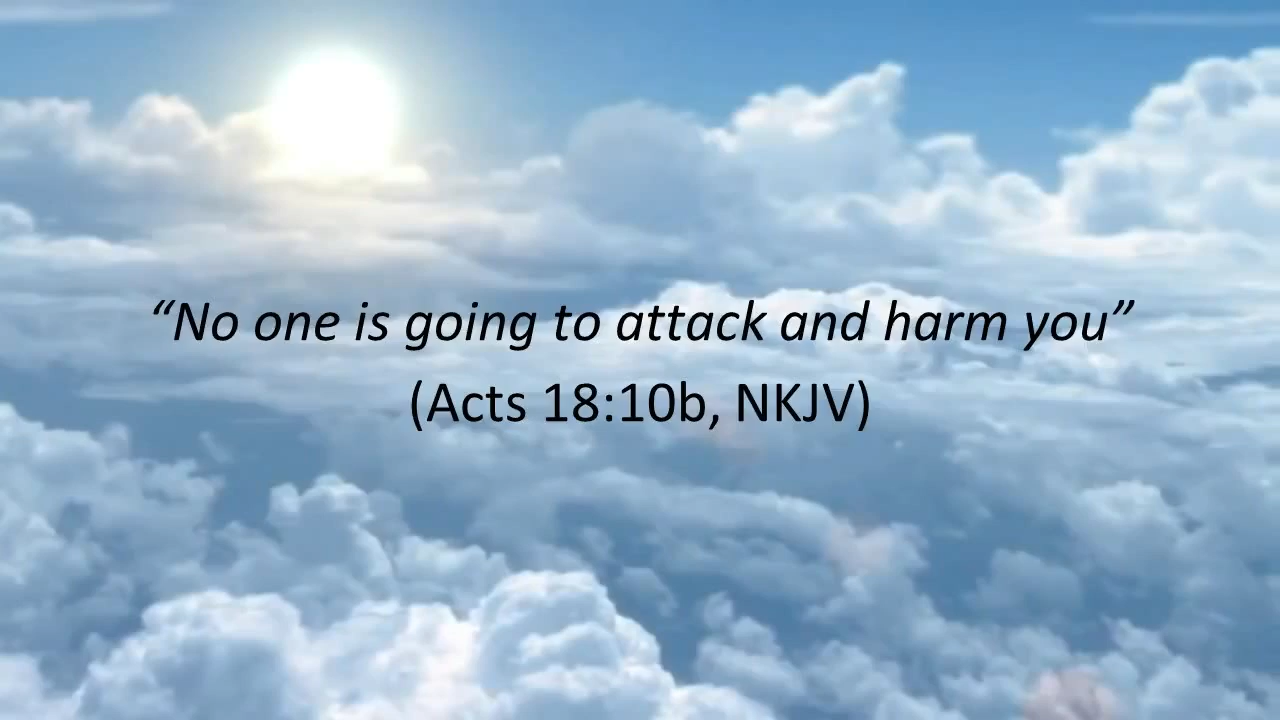 “No one is going to attack and harm you”
(Acts 18:10b, NKJV)